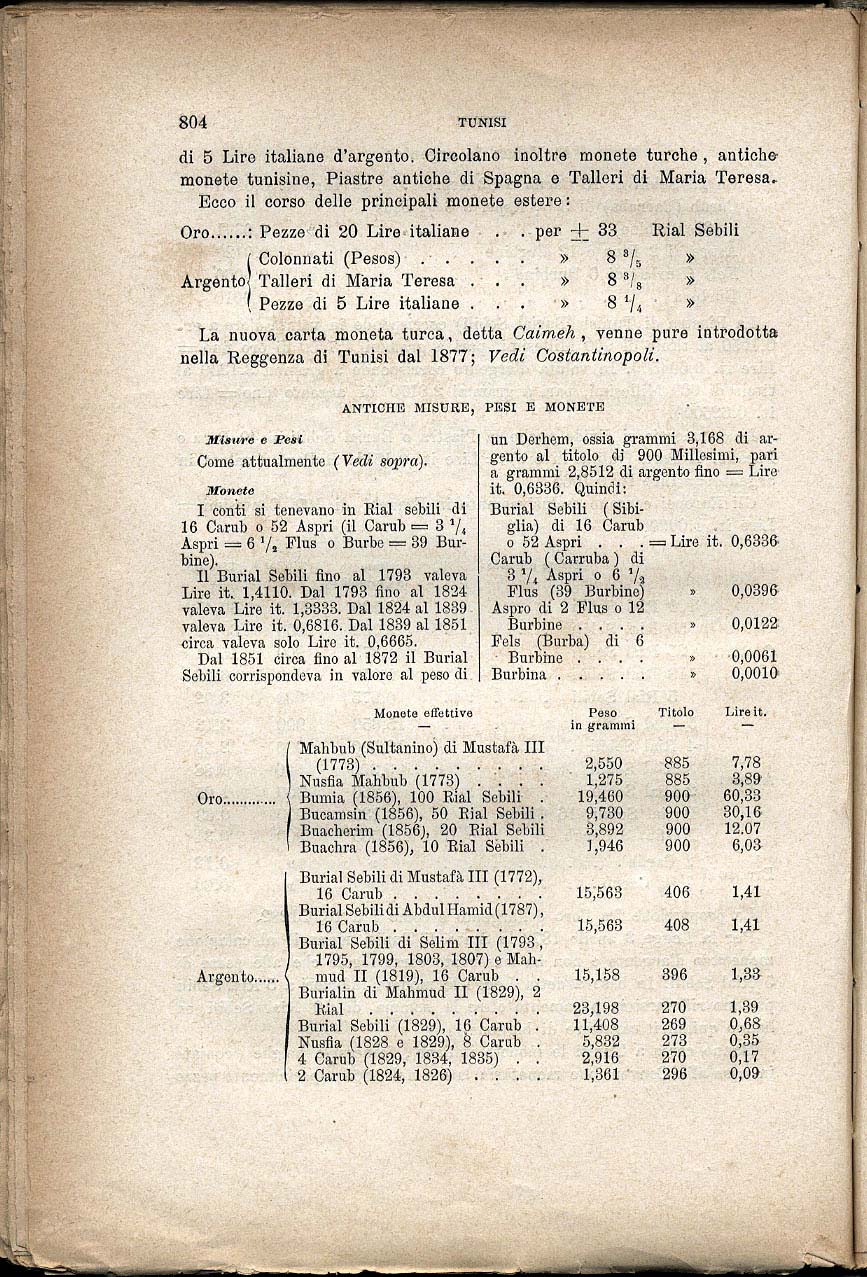 804 TUNISI
di 5 Lire italiane d'argento. Circolano inoltre monete turche, antiche
monete tunisine, Piastre antiche di Spagna e Talleri di Maria Teresa.
Ecco il corso delle principali monete estere:
Oro......: Pezze di 20 Lire italiane . . per ± 33 Rial Sebili
Colonnati (Pesos) . . . . . » 8 3/5 »
Argento Talleri di Maria Teresa . . . » 8 3/8 »
Pezze di 5 Lire italiane . . . » 8 1/4 »
La nuova carta moneta turca, detta Caimeh, venne pure introdotta
nella Reggenza di Tunisi dal 1877; Vedi Costantinopoli.
ANTICHE MISURE, PESI E MONETE
Misure e Pesi
Come attualmente (Vedi sopra).
Monete
I conti si tenevano in Rial sebili di
16 Carub o 52 Aspri (il Carub = 3 1/4
Aspri = 6 1/2 Flus o Burbe = 39 Bur-
bine).
Il Burial Sebili fino al 1793 valeva
Lire it. 1,4110. Dal 1793 fino al 1824
valeva Lire it. 1,3333. Dal 1824 al 1839
valeva Lire it. 0,6816. Dal 1839 al 1851
circa valeva solo Lire it. 0,6665.
Dal 1851 circa fino al 1872 il Burial
Sebili corrispondeva in valore al peso di
un Derhem, ossia grammi 3,168 di ar-
gento al titolo di 900 Millesimi, pari
a grammi 2,8512 di argento fino = Lire
it. 0,6336. Quindi:
Burial Sebili (Sibi-
glia) di 16 Carub
o 52 Aspri . . . = Lire it. 0,6336
Carub (Carruba) di
3 1/4 Aspri o 6 1/2
Flus (39 Burbine) » 0,0396
Aspro di 2 Flus o 12
Burbine . . . . » 0,0122
Fels (Burba) di 6
Burbine . . . . » 0,0061
Burbina . . . . . » 0,0010
Monete effettive Peso Titolo Lire it.
in grammi
Mahbub (Sultanino) di Mustafà III
(1773) . . . . . . . . . 2,550 885 7,78
Nusfia Mahbub (1773) . . . . 1,275 885 3,89
Oro............ Bumia (1856), 100 Rial Sebili . 19,460 900 60,33
Bucamsin (1856), 50 Rial Sebili . 9,730 900 30,16
Buacherim (1856), 20 Rial Sebili 3,892 900 12.07
Buachra (1856), 10 Rial Sebili . 1,946 900 6,03
Burial Sebili di Mustafà III (1772),
16 Carub . . . . . . . . 15,563 406 1,41
Burial Sebili di Abdul Hamid (1787),
16 Carub . . . . . . . . 15,563 408 1,41
Burial Sebili di Selim III (1793,
1795, 1799, 1803, 1807) e Mah-
Argento...... mud II (1819), 16 Carub . . 15,158 396 1,33
Burialin di Mahmud II (1829), 2
Rial . . . . . . . . . 23,198 270 1,39
Burial Sebili (1829), 16 Carub . 11,408 269 0,68
Nusfia (1828 e 1829), 8 Carub . 5,832 273 0,35
4 Carub (1829, 1834, 1835) . . 2,916 270 0,17
2 Carub (1824, 1826) . . . . 1,361 296 0,09